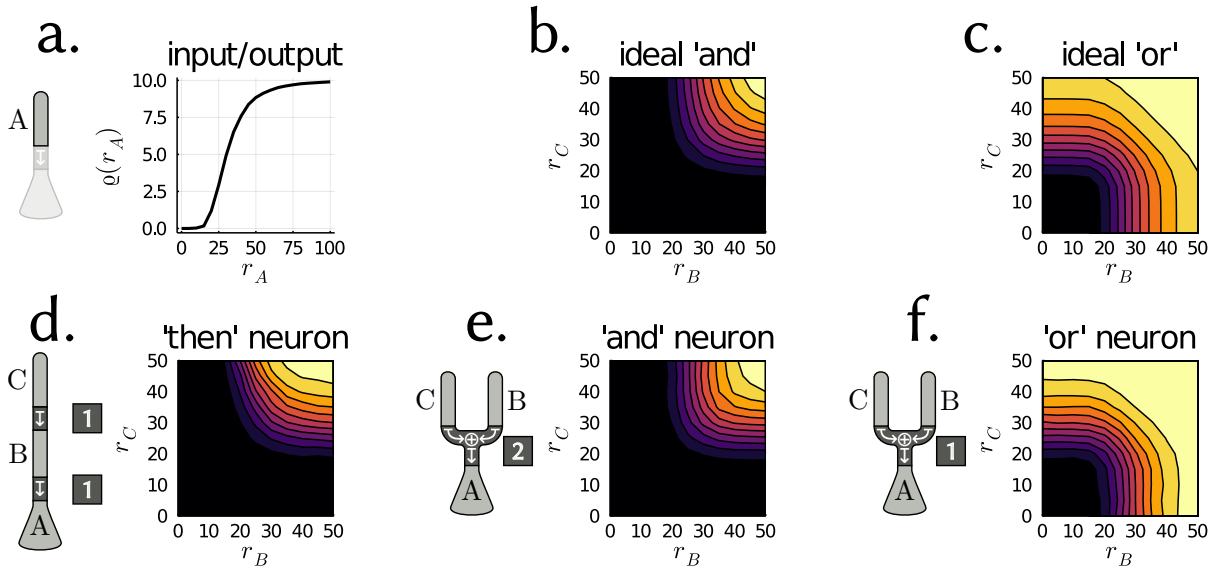 a.
input/output
A
ϱ(r_A)
10.0
7.5
5.0
2.5
0.0
0 25 50 75 100
r_A
b.
ideal 'and'
r_C
50
40
30
20
10
0
0 10 20 30 40 50
r_B
c.
ideal 'or'
r_C
50
40
30
20
10
0
0 10 20 30 40 50
r_B
d.
'then' neuron
C
1
B
1
A
r_C
50
40
30
20
10
0
0 10 20 30 40 50
r_B
e.
'and' neuron
C B
2
A
r_C
50
40
30
20
10
0
0 10 20 30 40 50
r_B
f.
'or' neuron
C B
1
A
r_C
50
40
30
20
10
0
0 10 20 30 40 50
r_B